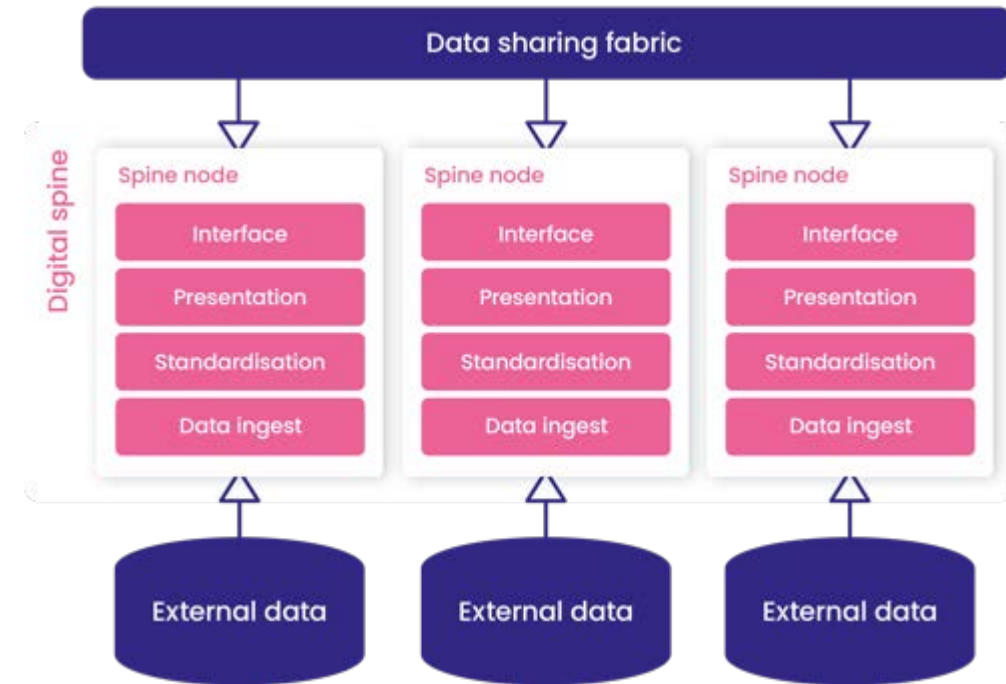 Data sharing fabric
Digital spine
Spine node
Interface
Presentation
Standardisation
Data ingest
Spine node
Interface
Presentation
Standardisation
Data ingest
Spine node
Interface
Presentation
Standardisation
Data ingest
External data
External data
External data